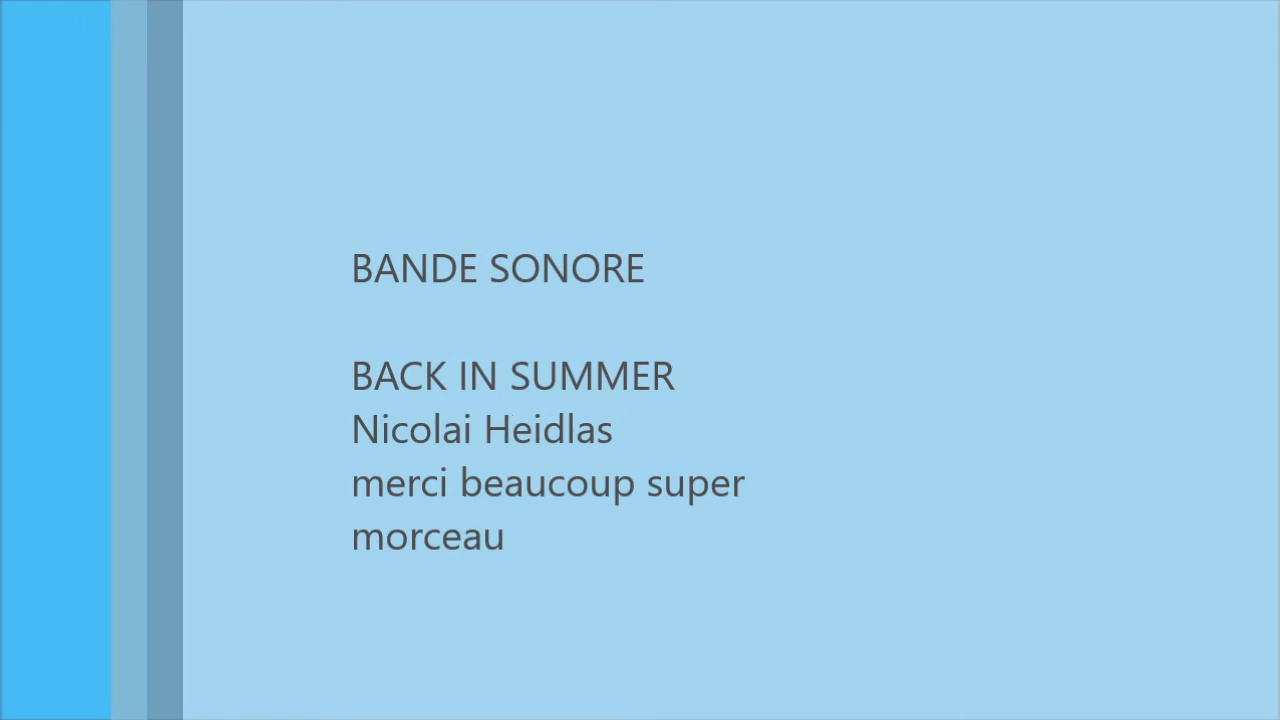 BANDE SONORE
BACK IN SUMMER
Nicolai Heidlas
merci beaucoup super
morceau